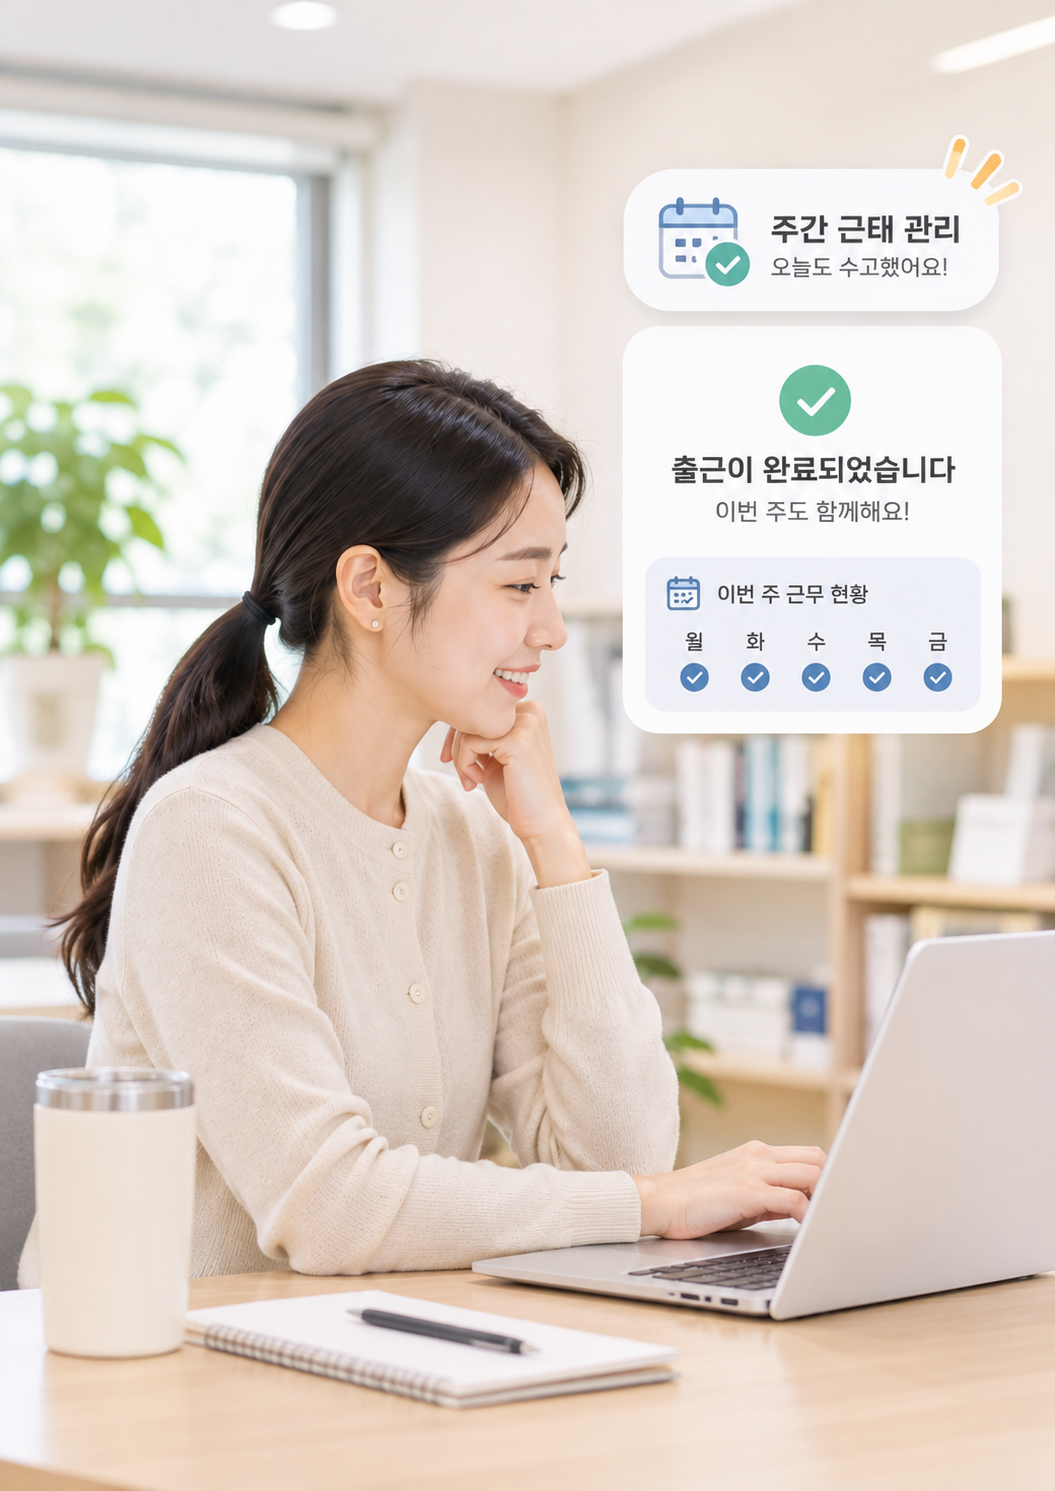 주간 근태 관리
오늘도 수고했어요!
출근이 완료되었습니다
이번 주도 함께해요!
이번 주 근무 현황
월 화 수 목 금